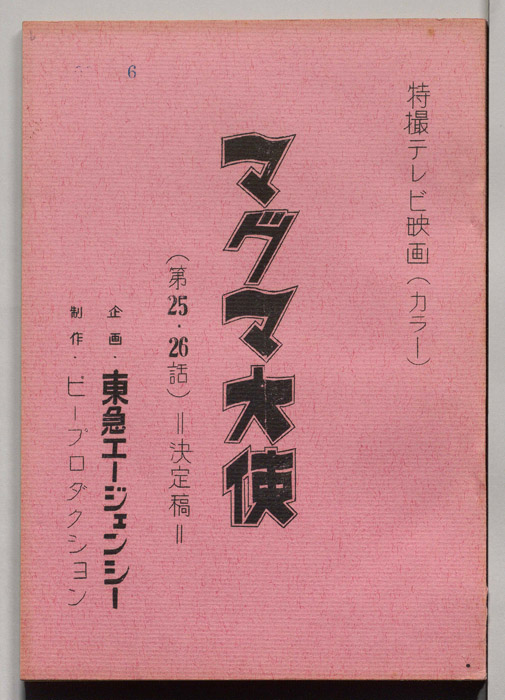 特撮テレビ映画(カラー)
マグマ大使
(第25・26話)=決定稿=
企画・東急エージェンシー
制作・ピープロダクション
6